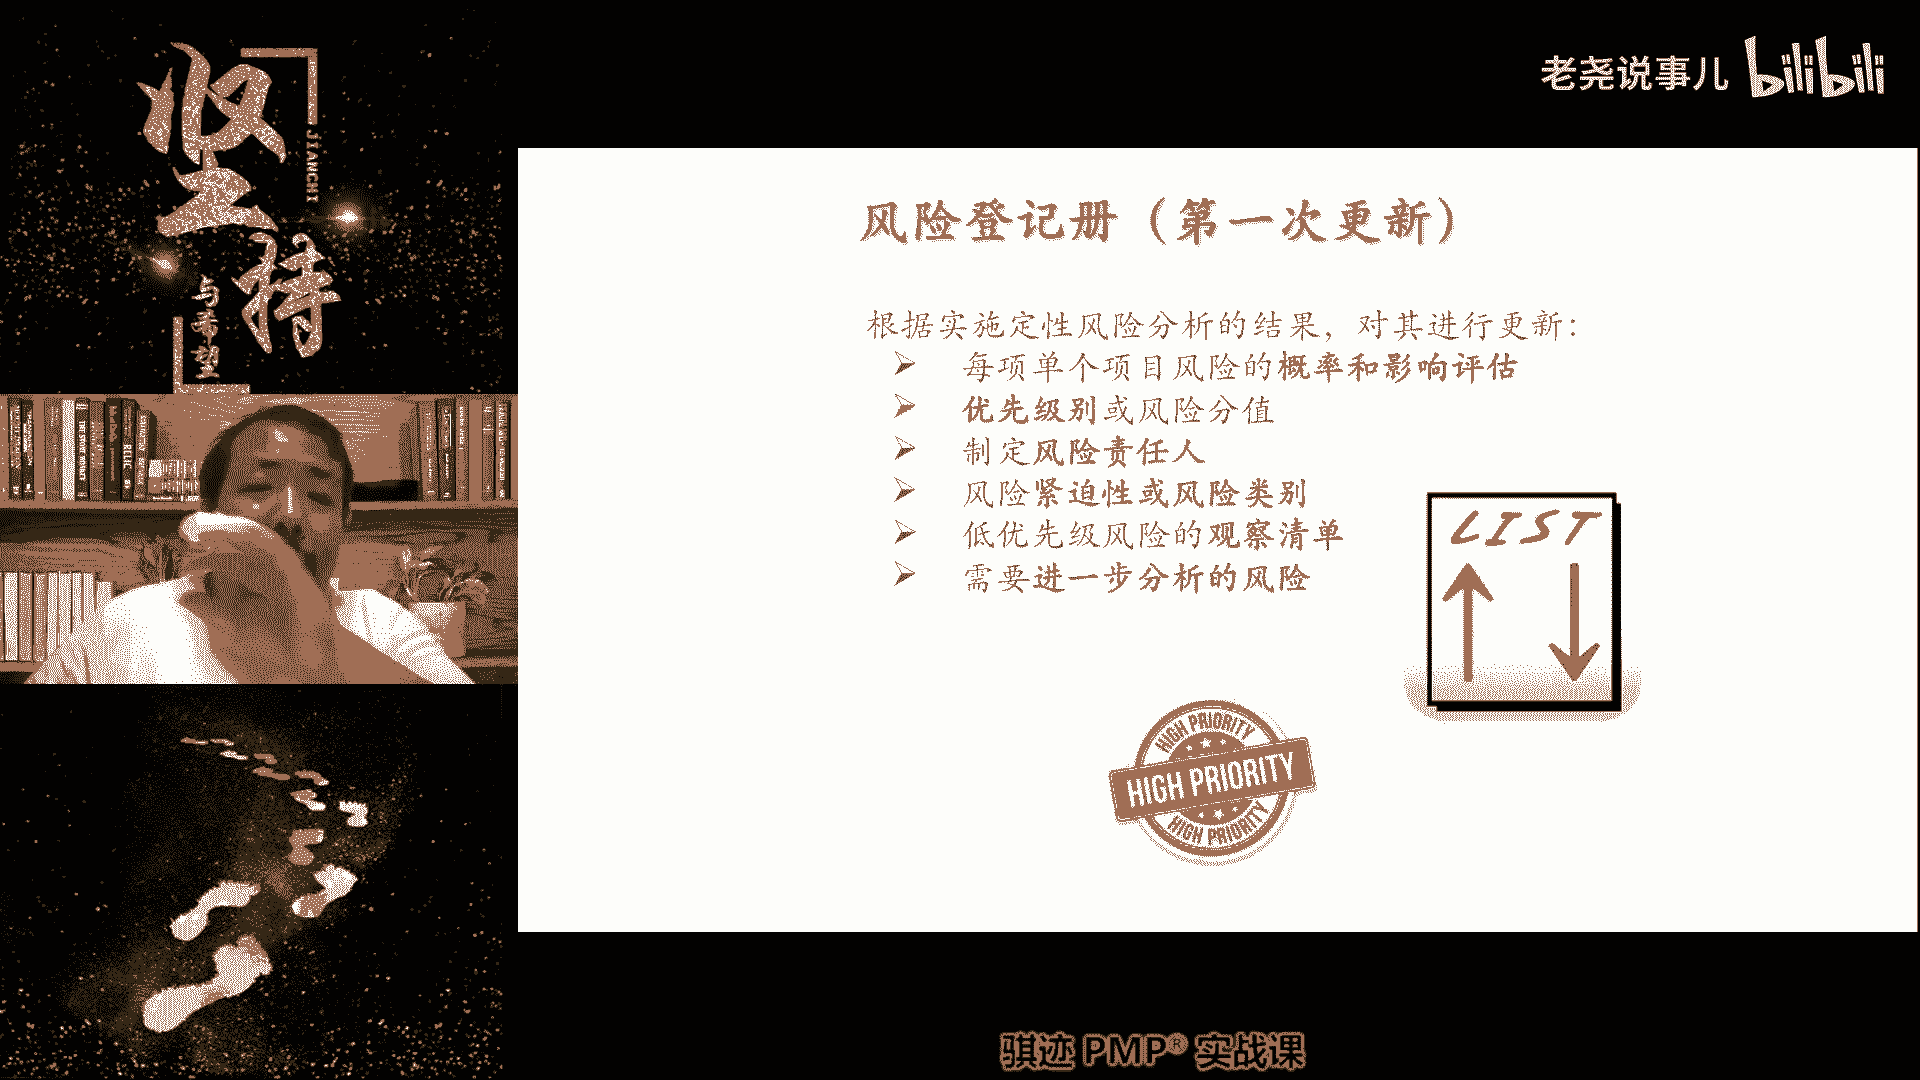 坚持
JIANCHI
与希望
老尧说事儿 bilibili
风险登记册（第一次更新）
根据实施定性风险分析的结果，对其进行更新：
➢ 每项单个项目风险的概率和影响评估
➢ 优先级别或风险分值
➢ 制定风险责任人
➢ 风险紧迫性或风险类别
➢ 低优先级风险的观察清单
➢ 需要进一步分析的风险
LIST
HIGH PRIORITY
HIGH PRIORITY
HIGH PRIORITY
骐迹 PMP® 实战课